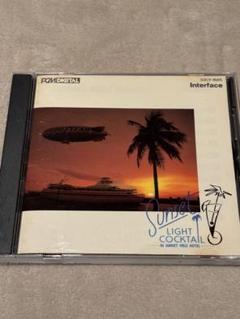 PCM DIGITAL
Interface
Sunset
LIGHT
COCKTAIL
IN SUNSET HILLS HOTEL